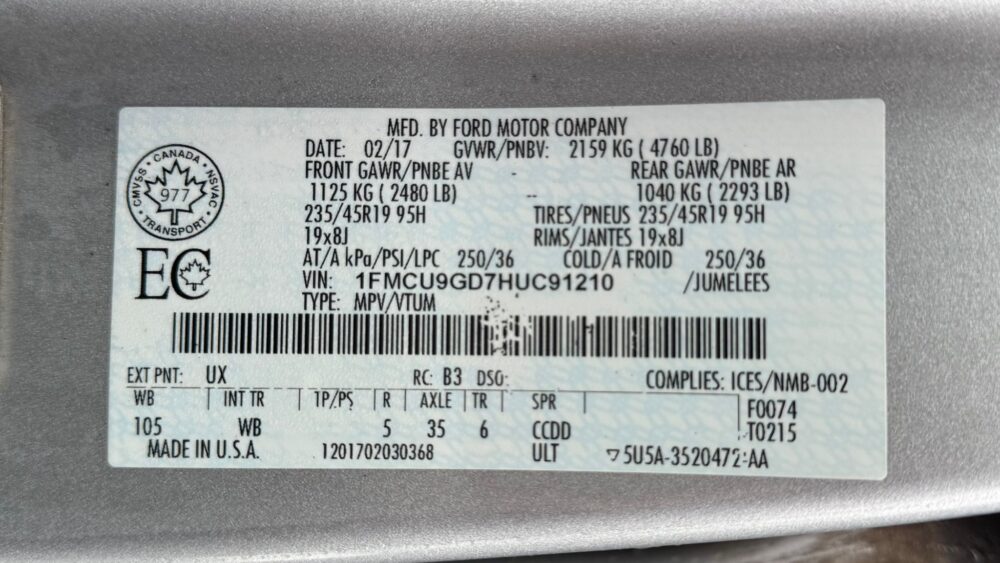 MFD. BY FORD MOTOR COMPANY
DATE: 02/17 GVWR/PNBV: 2159 KG ( 4760 LB)
FRONT GAWR/PNBE AV REAR GAWR/PNBE AR
1125 KG ( 2480 LB) -- 1040 KG ( 2293 LB)
235/45R19 95H TIRES/PNEUS 235/45R19 95H
19x8J RIMS/JANTES 19x8J
AT/A kPa/PSI/LPC 250/36 COLD/A FROID 250/36
VIN: 1FMCU9GD7HUC91210 /JUMELEES
TYPE: MPV/VTUM
CANADA
CMVSS NSVAC
977
TRANSPORT
EC
EXT PNT: UX RC: B3 DSO: COMPLIES: ICES/NMB-002
WB | INT TR | TP/PS | R | AXLE | TR | SPR | F0074
105 WB 5 35 6 CCDD T0215
MADE IN U.S.A. 1201702030368 ULT ▽5U5A-3520472-AA